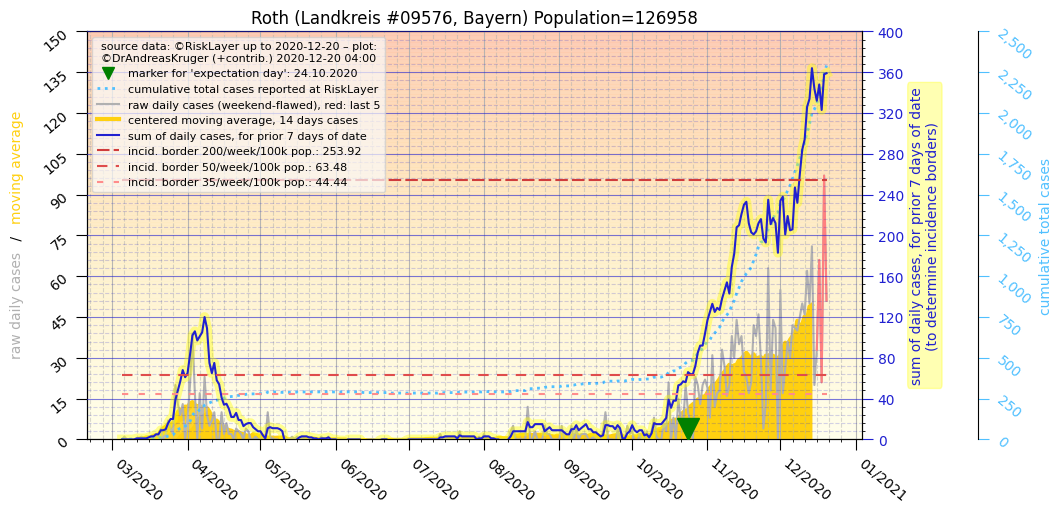 Roth (Landkreis #09576, Bayern) Population=126958
source data: ©RiskLayer up to 2020-12-20 – plot:
©DrAndreasKruger (+contrib.) 2020-12-20 04:00
marker for 'expectation day': 24.10.2020
cumulative total cases reported at RiskLayer
raw daily cases (weekend-flawed), red: last 5
centered moving average, 14 days cases
sum of daily cases, for prior 7 days of date
incid. border 200/week/100k pop.: 253.92
incid. border 50/week/100k pop.: 63.48
incid. border 35/week/100k pop.: 44.44
raw daily cases / moving average
150
135
120
105
90
75
60
45
30
15
0
03/2020
04/2020
05/2020
06/2020
07/2020
08/2020
09/2020
10/2020
11/2020
12/2020
01/2021
400
360
320
280
240
200
160
120
80
40
0
sum of daily cases, for prior 7 days of date
(to determine incidence borders)
2,500
2,250
2,000
1,750
1,500
1,250
1,000
750
500
250
0
cumulative total cases